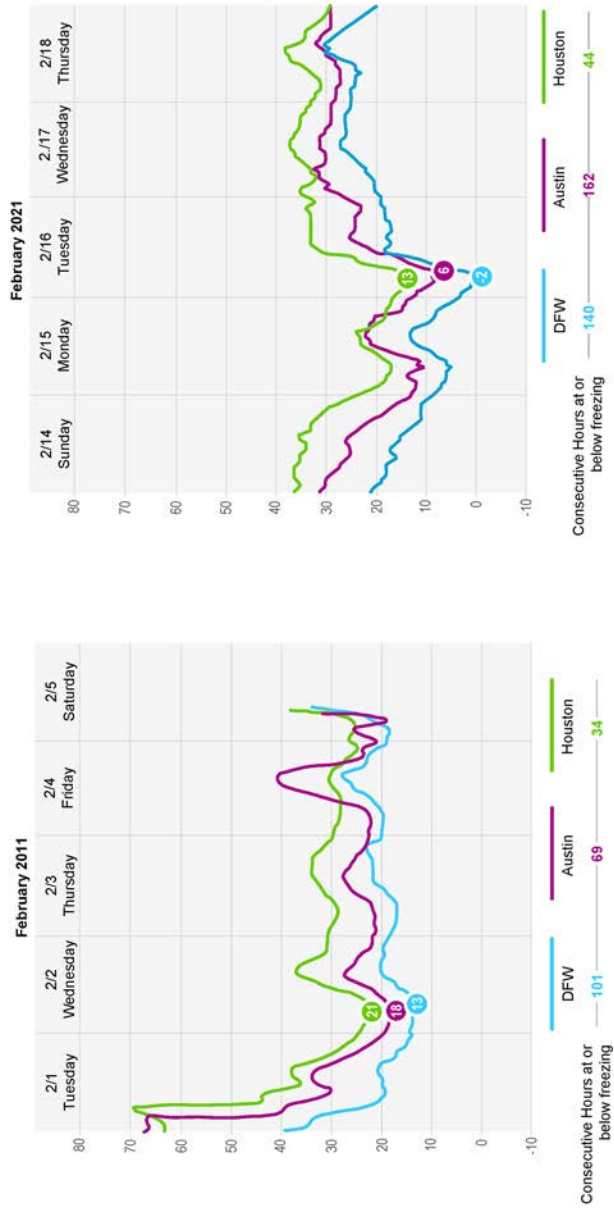 February 2011
2/1 2/2 2/3 2/4 2/5
Tuesday Wednesday Thursday Friday Saturday
80
70
60
50
40
30
20
10
0
-10
21
18
13
DFW Austin Houston
Consecutive Hours at or
below freezing
101 69 34
February 2021
2/14 2/15 2/16 2./17 2/18
Sunday Monday Tuesday Wednesday Thursday
80
70
60
50
40
30
20
10
0
-10
13
6
-2
DFW Austin Houston
Consecutive Hours at or
below freezing
140 162 44